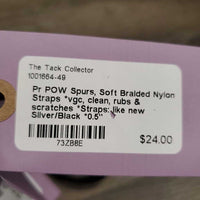 The Tack Collector
1001664-49
Pr POW Spurs, Soft Braided Nylon
Straps *vgc, clean, rubs &
scratches *Straps: like new
Silver/Black *0.5"
73ZB8E
$24.00